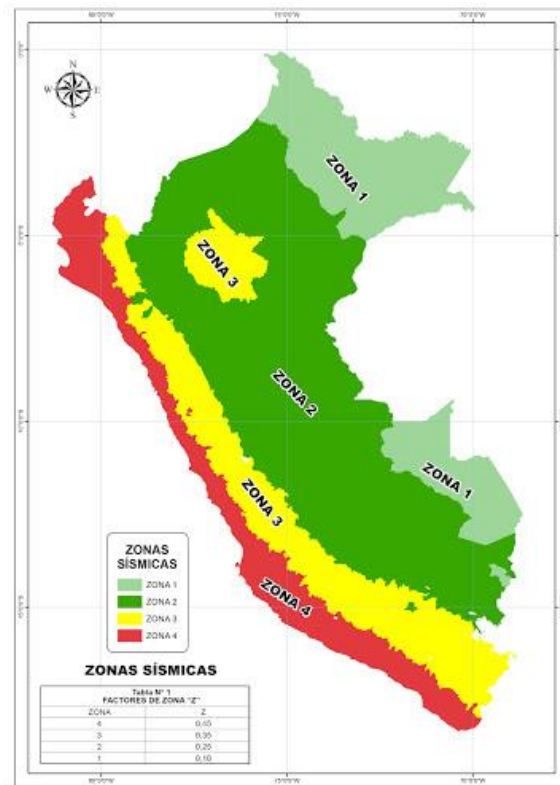 N
W E
S
ZONA 1
ZONA 3
ZONA 2
ZONA 1
ZONA 3
ZONA 4
ZONAS
SÍSMICAS
ZONA 1
ZONA 2
ZONA 3
ZONA 4
ZONAS SÍSMICAS
Tabla N° 1
FACTORES DE ZONA "Z"
ZONA Z
4 0,45
3 0,35
2 0,25
1 0,10